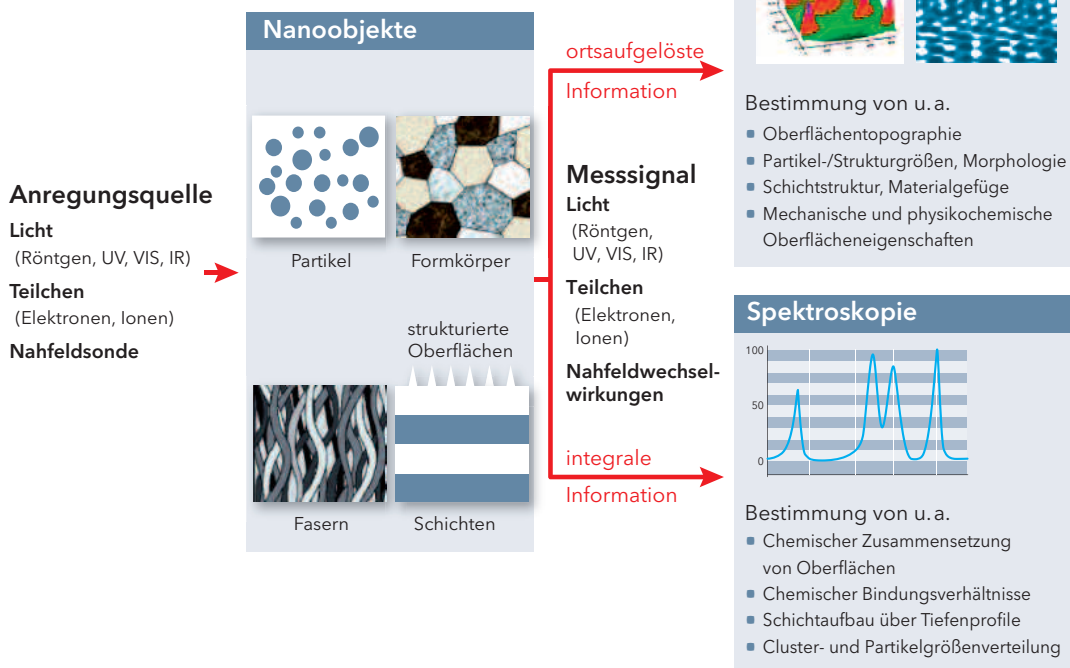 Anregungsquelle
Licht
(Röntgen, UV, VIS, IR)
Teilchen
(Elektronen, Ionen)
Nahfeldsonde
Nanoobjekte
Partikel
Formkörper
strukturierte
Oberflächen
Fasern
Schichten
ortsaufgelöste
Information
Messsignal
Licht
(Röntgen,
UV, VIS, IR)
Teilchen
(Elektronen,
Ionen)
Nahfeldwechsel-
wirkungen
integrale
Information
Bestimmung von u. a.
Oberflächentopographie
Partikel-/Strukturgrößen, Morphologie
Schichtstruktur, Materialgefüge
Mechanische und physikochemische
Oberflächeneigenschaften
Spektroskopie
100
50
0
Bestimmung von u. a.
Chemischer Zusammensetzung
von Oberflächen
Chemischer Bindungsverhältnisse
Schichtaufbau über Tiefenprofile
Cluster- und Partikelgrößenverteilung